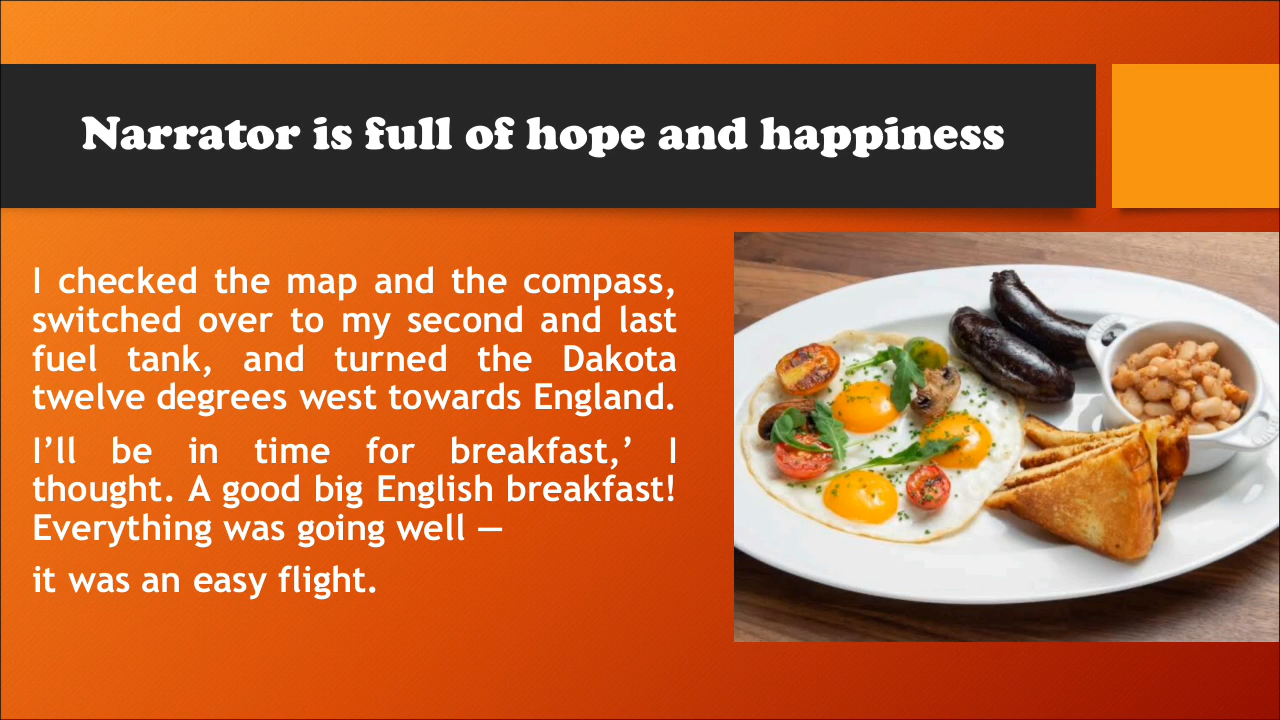 Narrator is full of hope and happiness
I checked the map and the compass,
switched over to my second and last
fuel tank, and turned the Dakota
twelve degrees west towards England.
I’ll be in time for breakfast,’ I
thought. A good big English breakfast!
Everything was going well —
it was an easy flight.